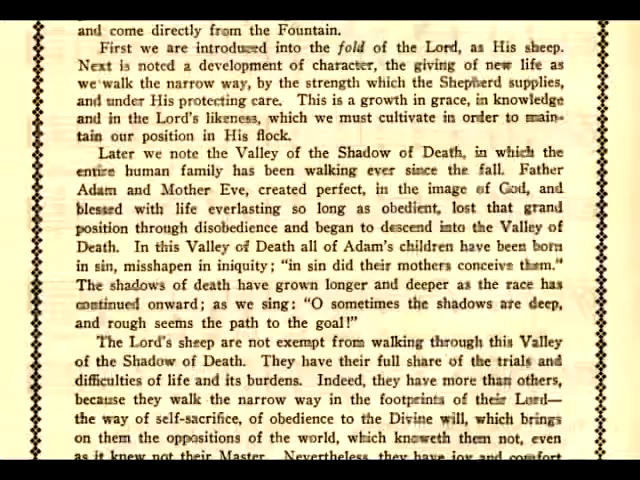 and come directly from the Fountain.
First we are introduced into the fold of the Lord, as His sheep.
Next is noted a development of character, the giving of new life as
we walk the narrow way, by the strength which the Shepherd supplies,
and under His protecting care. This is a growth in grace, in knowledge
and in the Lord's likeness, which we must cultivate in order to main-
tain our position in His flock.
Later we note the Valley of the Shadow of Death, in which the
entire human family has been walking ever since the fall. Father
Adam and Mother Eve, created perfect, in the image of God, and
blessed with life everlasting so long as obedient, lost that grand
position through disobedience and began to descend into the Valley of
Death. In this Valley of Death all of Adam's children have been born
in sin, misshapen in iniquity; "in sin did their mothers conceive them."
The shadows of death have grown longer and deeper as the race has
continued onward; as we sing: "O sometimes the shadows are deep,
and rough seems the path to the goal!"
The Lord's sheep are not exempt from walking through this Valley
of the Shadow of Death. They have their full share of the trials and
difficulties of life and its burdens. Indeed, they have more than others,
because they walk the narrow way in the footprints of their Lord—
the way of self-sacrifice, of obedience to the Divine will, which brings
on them the oppositions of the world, which knoweth them not, even
as it knew not their Master. Nevertheless, they have joy and comfort